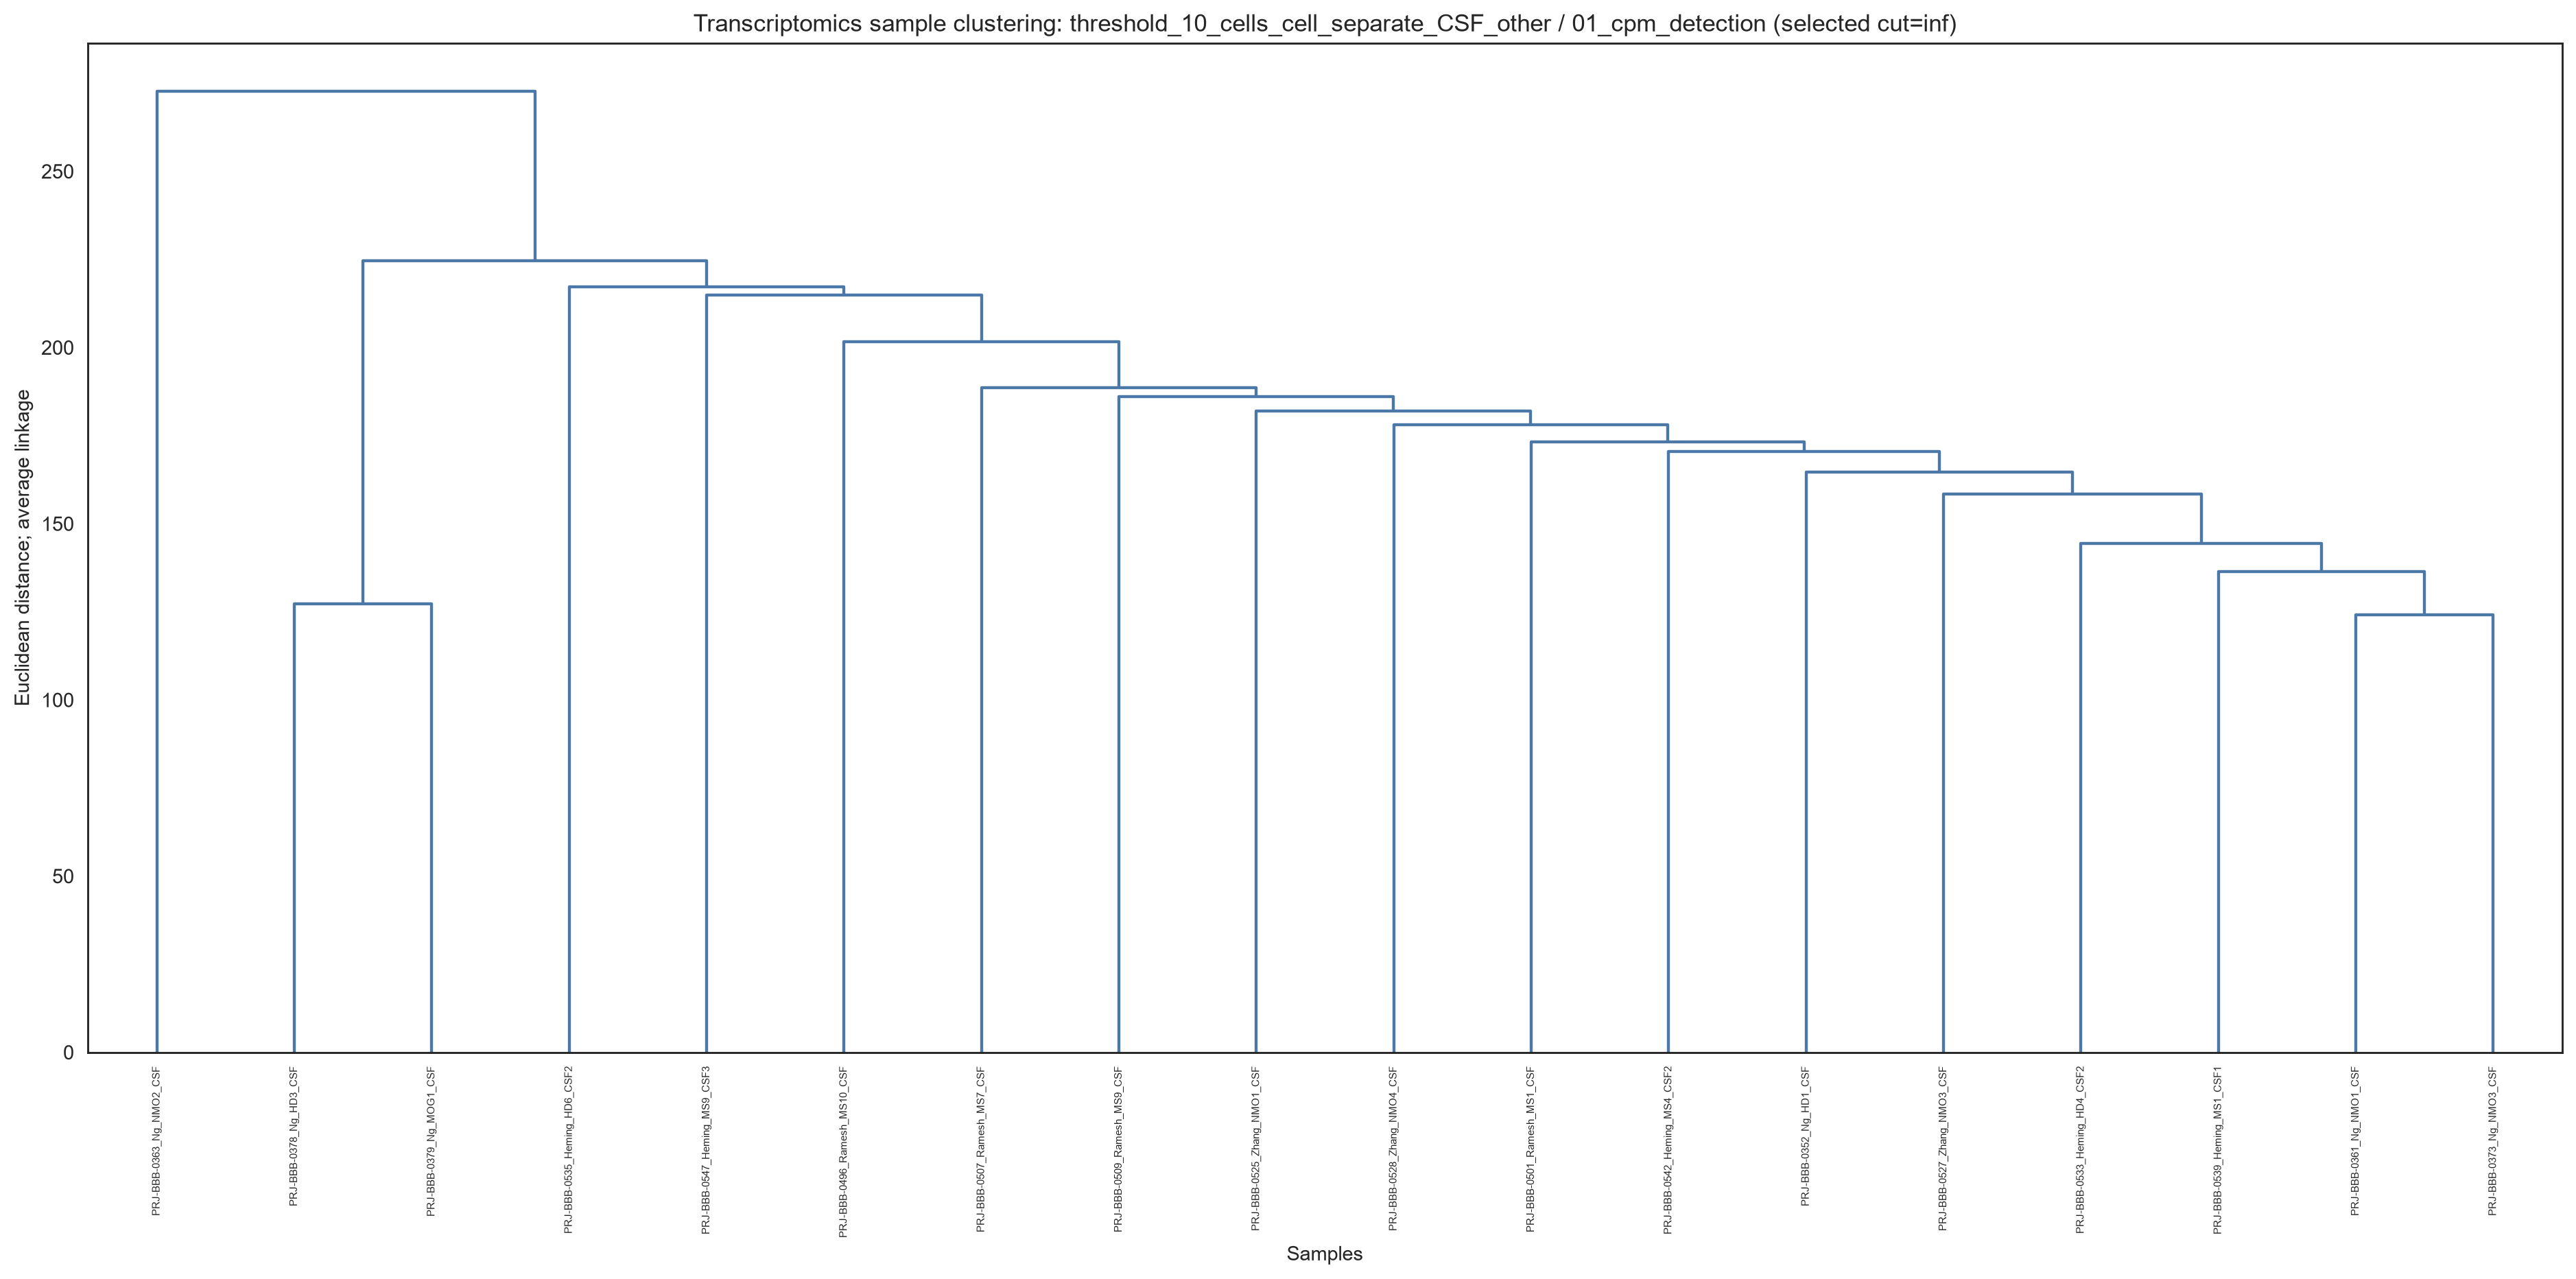 Transcriptomics sample clustering: threshold_10_cells_cell_separate_CSF_other / 01_cpm_detection (selected cut=inf)
Euclidean distance; average linkage
250
200
150
100
50
0
PRJ-BBB-0363_Ng_NMO2_CSF
PRJ-BBB-0378_Ng_HD3_CSF
PRJ-BBB-0379_Ng_MOG1_CSF
PRJ-BBB-0535_Heming_HD6_CSF2
PRJ-BBB-0547_Heming_MS9_CSF3
PRJ-BBB-0496_Ramesh_MS10_CSF
PRJ-BBB-0507_Ramesh_MS7_CSF
PRJ-BBB-0509_Ramesh_MS9_CSF
PRJ-BBB-0525_Zhang_NMO1_CSF
PRJ-BBB-0528_Zhang_NMO4_CSF
PRJ-BBB-0501_Ramesh_MS1_CSF
PRJ-BBB-0542_Heming_MS4_CSF2
PRJ-BBB-0352_Ng_HD1_CSF
PRJ-BBB-0527_Zhang_NMO3_CSF
PRJ-BBB-0533_Heming_HD4_CSF2
PRJ-BBB-0539_Heming_MS1_CSF1
PRJ-BBB-0361_Ng_NMO1_CSF
PRJ-BBB-0373_Ng_NMO3_CSF
Samples